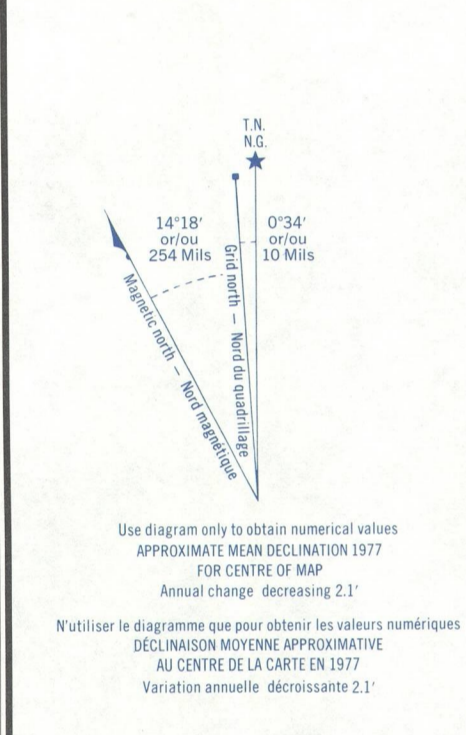 T.N.
N.G.
14°18′
or/ou
254 Mils
0°34′
or/ou
10 Mils
Grid north — Nord du quadrillage
Magnetic north — Nord magnétique
Use diagram only to obtain numerical values
APPROXIMATE MEAN DECLINATION 1977
FOR CENTRE OF MAP
Annual change decreasing 2.1′
N'utiliser le diagramme que pour obtenir les valeurs numériques
DÉCLINAISON MOYENNE APPROXIMATIVE
AU CENTRE DE LA CARTE EN 1977
Variation annuelle décroissante 2.1′